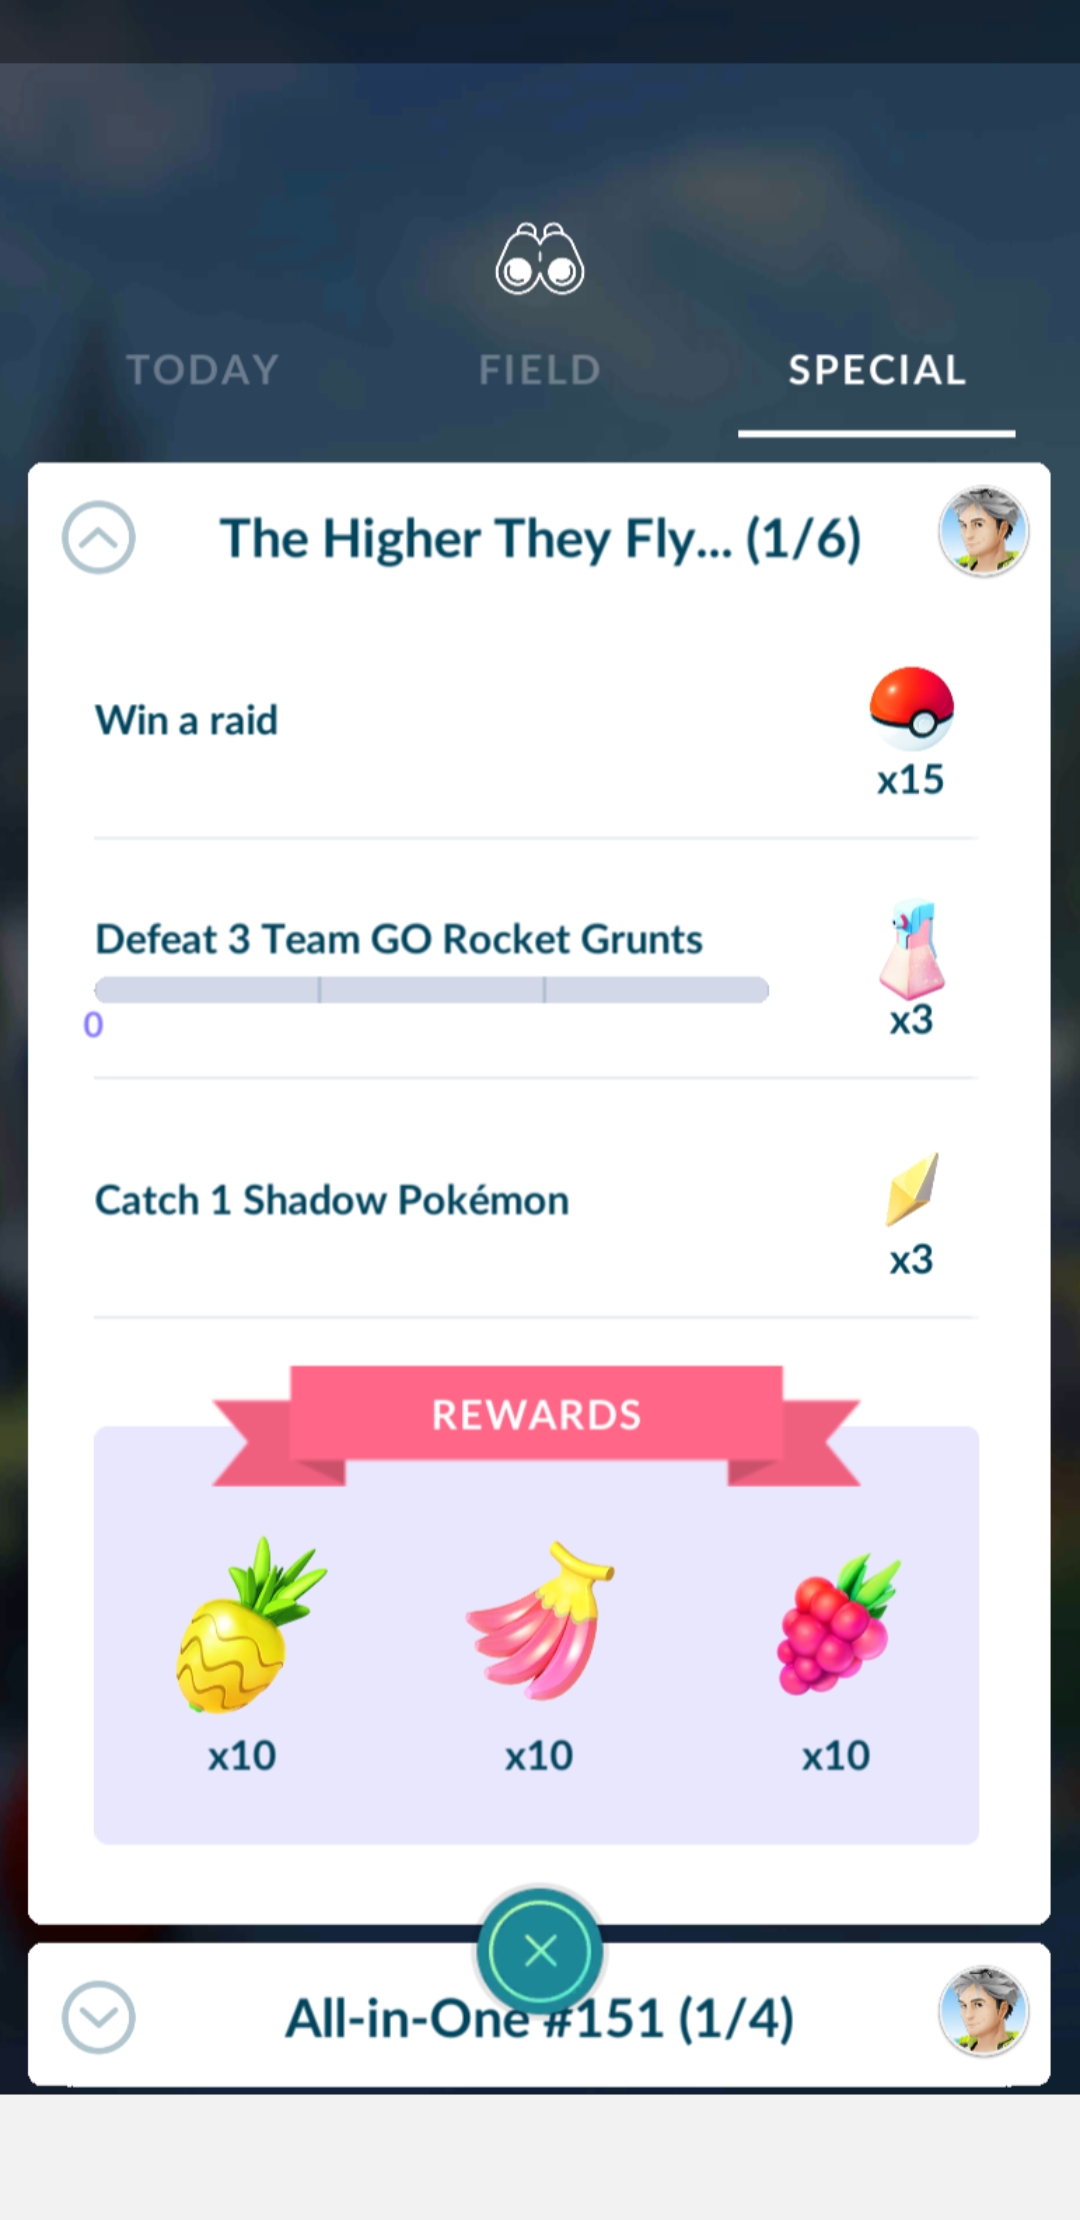 TODAY FIELD SPECIAL
The Higher They Fly... (1/6)
Win a raid
x15
Defeat 3 Team GO Rocket Grunts
0
x3
Catch 1 Shadow Pokémon
x3
REWARDS
x10 x10 x10
All-in-One #151 (1/4)